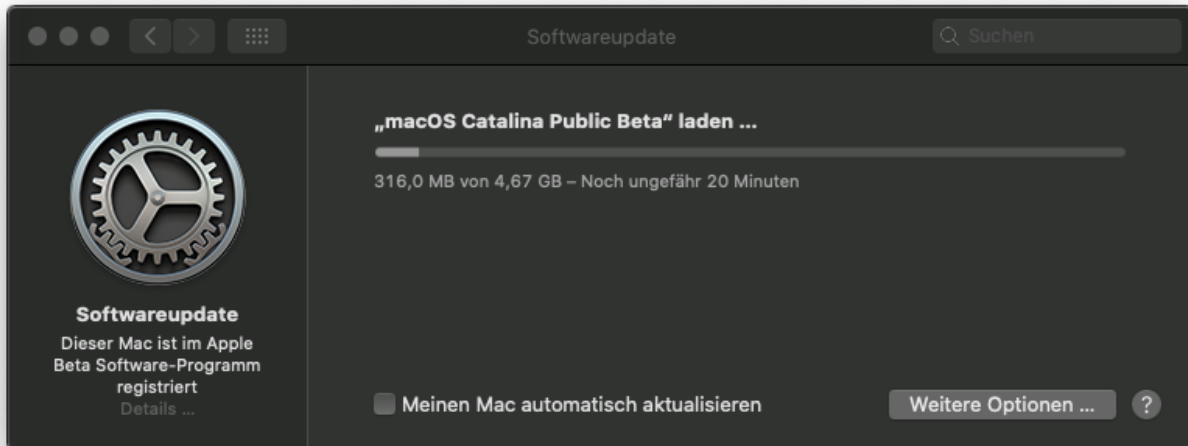 Softwareupdate
Suchen
„macOS Catalina Public Beta“ laden ...
316,0 MB von 4,67 GB – Noch ungefähr 20 Minuten
Softwareupdate
Dieser Mac ist im Apple
Beta Software-Programm
registriert
Details ...
Meinen Mac automatisch aktualisieren
Weitere Optionen ...
?